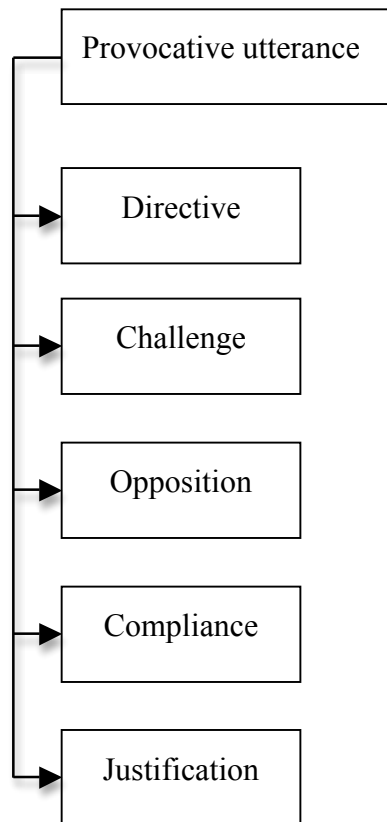 Provocative utterance
Directive
Challenge
Opposition
Compliance
Justification